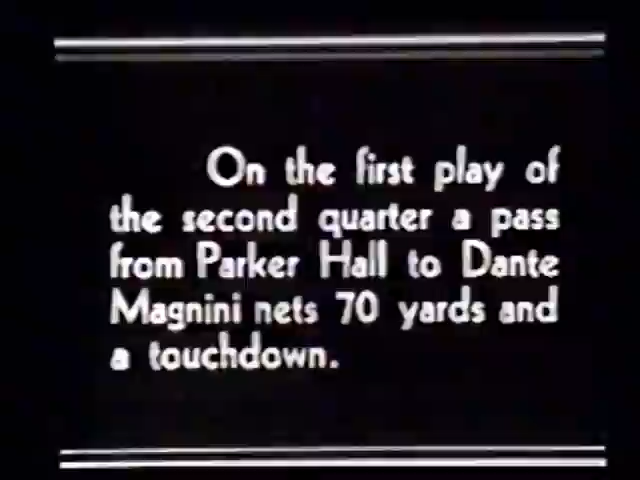 On the first play of
the second quarter a pass
from Parker Hall to Dante
Magnini nets 70 yards and
a touchdown.